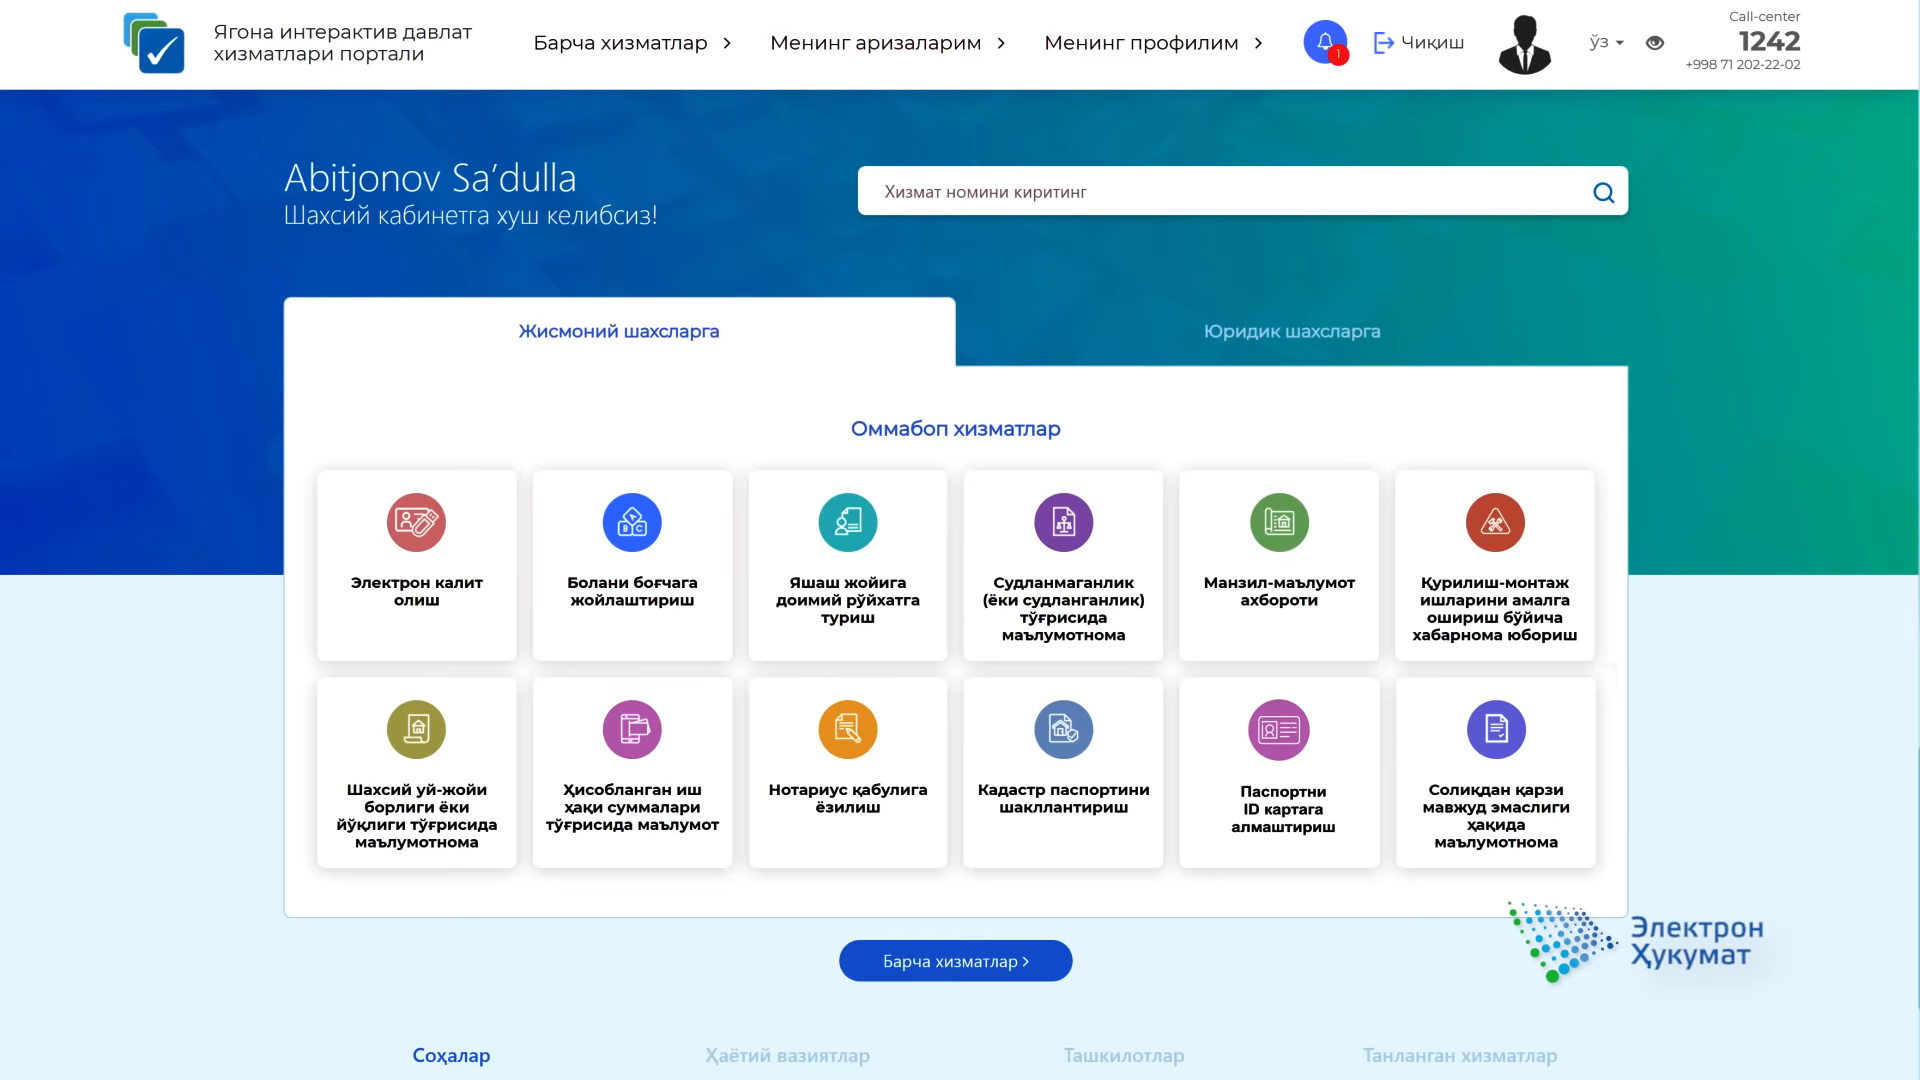 Ягона интерактив давлат
хизматлари портали
Барча хизматлар
Менинг аризаларим
Менинг профилим
1
Чиқиш
ўз
Call-center
1242
+998 71 202-22-02
Abitjonov Sa’dulla
Шахсий кабинетга хуш келибсиз!
Хизмат номини киритинг
Жисмоний шахсларга
Юридик шахсларга
Оммабоп хизматлар
Электрон калит
олиш
Болани боғчага
жойлаштириш
Яшаш жойига
доимий рўйхатга
туриш
Судланмаганлик
(ёки судланганлик)
тўғрисида
маълумотнома
Манзил-маълумот
ахбороти
Қурилиш-монтаж
ишларини амалга
ошириш бўйича
хабарнома юбориш
Шахсий уй-жойи
борлиги ёки
йўқлиги тўғрисида
маълумотнома
Ҳисобланган иш
ҳақи суммалари
тўғрисида маълумот
Нотариус қабулига
ёзилиш
Кадастр паспортини
шакллантириш
Паспортни
ID картага
алмаштириш
Солиқдан қарзи
мавжуд эмаслиги
ҳақида
маълумотнома
Электрон
Ҳукумат
Барча хизматлар
Соҳалар
Ҳаётий вазиятлар
Ташкилотлар
Танланган хизматлар